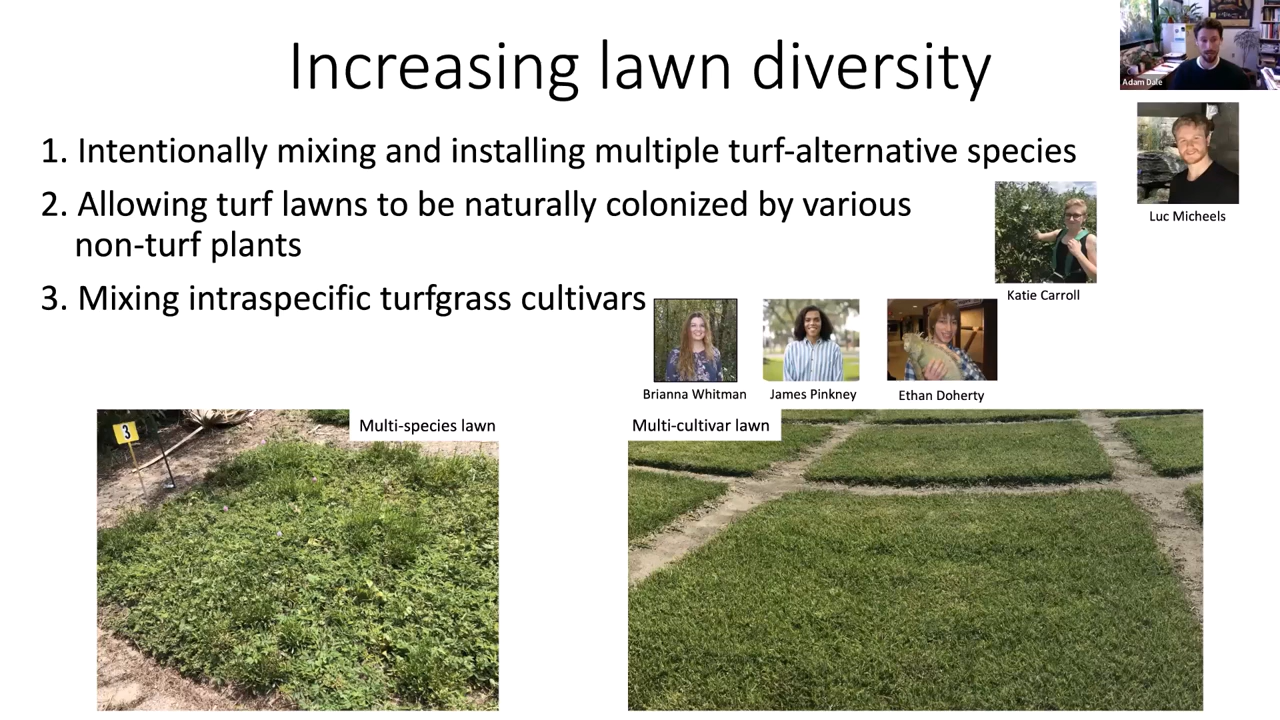 Increasing lawn diversity
Adam Dale
1. Intentionally mixing and installing multiple turf-alternative species
Luc Micheels
2. Allowing turf lawns to be naturally colonized by various
non-turf plants
Katie Carroll
3. Mixing intraspecific turfgrass cultivars
Brianna Whitman
James Pinkney
Ethan Doherty
Multi-species lawn
3
Multi-cultivar lawn